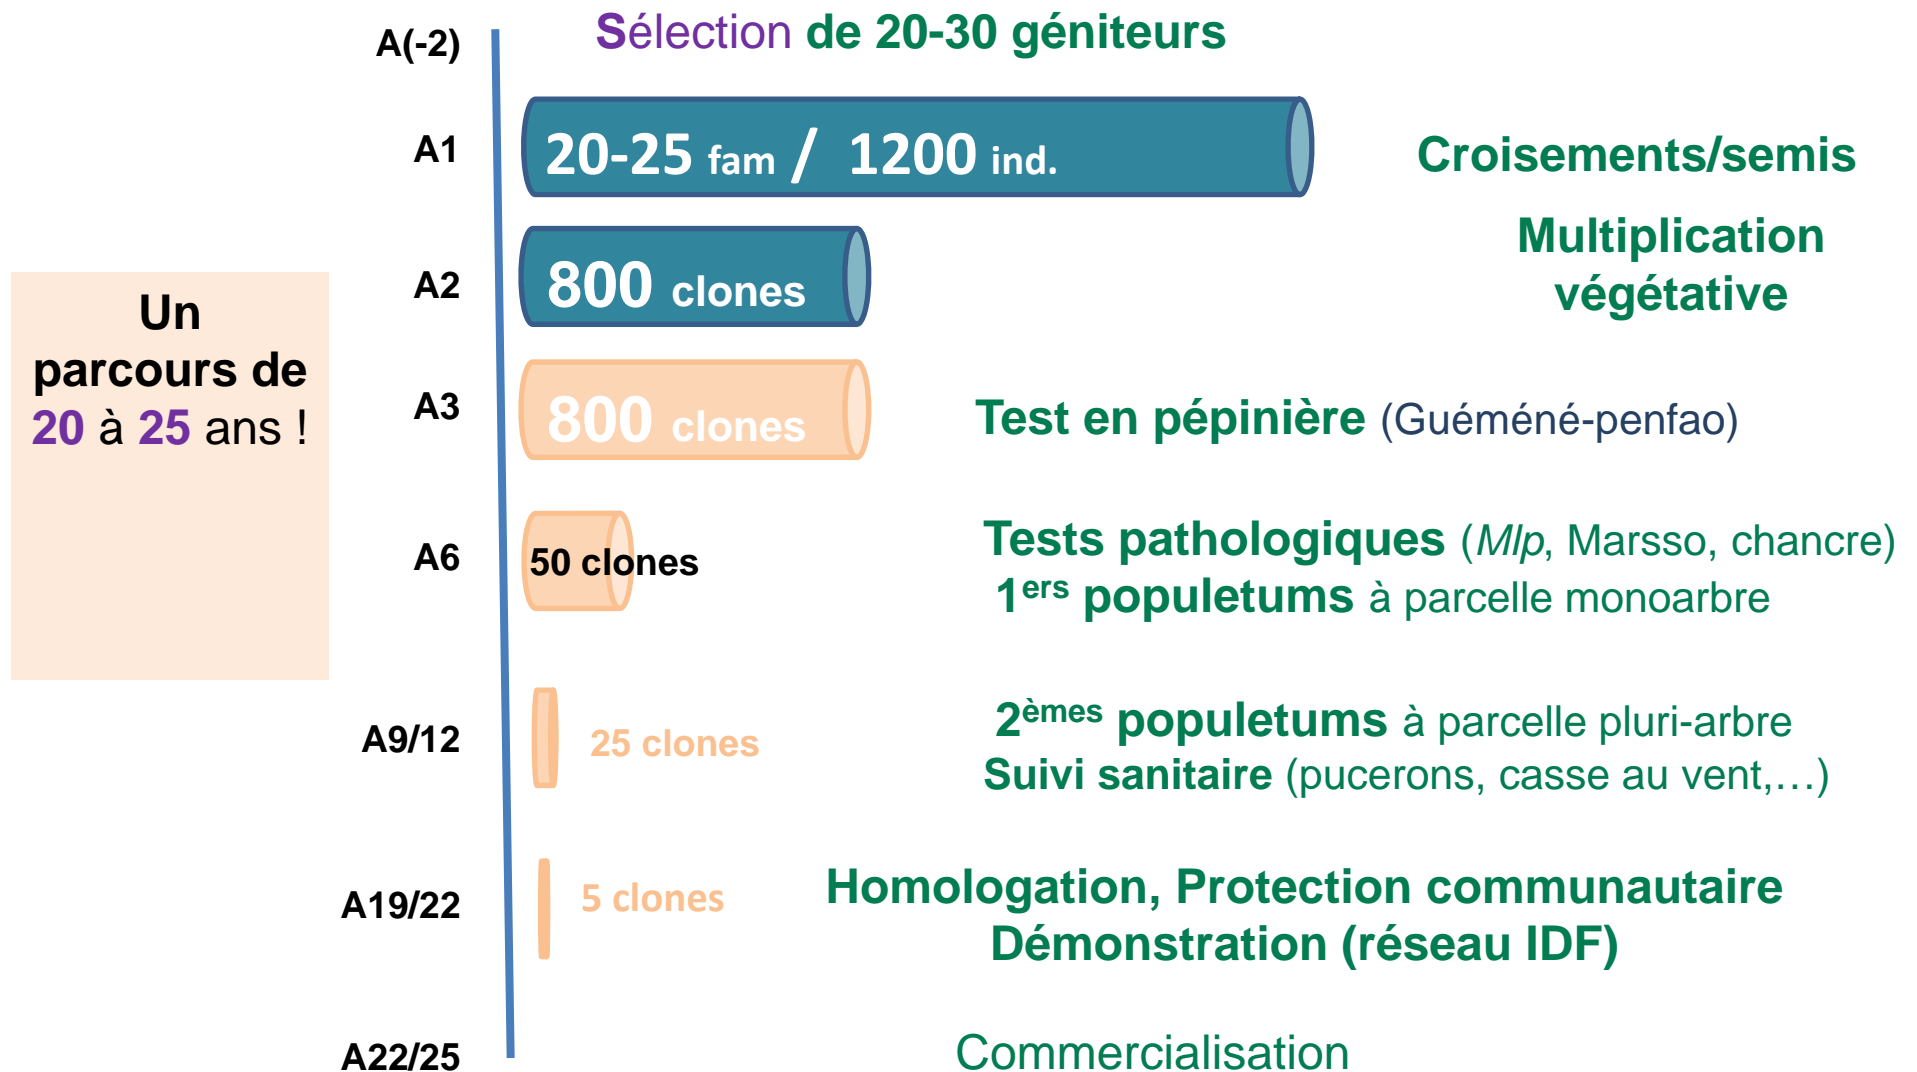 A(-2)
Sélection de 20-30 géniteurs
A1
20-25 fam / 1200 ind.
Croisements/semis
A2
800 clones
Multiplication
végétative
Un
parcours de
20 à 25 ans !
A3
800 clones
Test en pépinière (Guéméné-penfao)
A6
50 clones
Tests pathologiques (Mlp, Marsso, chancre)
1ers populetums à parcelle monoarbre
A9/12
25 clones
2èmes populetums à parcelle pluri-arbre
Suivi sanitaire (pucerons, casse au vent,…)
A19/22
5 clones
Homologation, Protection communautaire
Démonstration (réseau IDF)
A22/25
Commercialisation